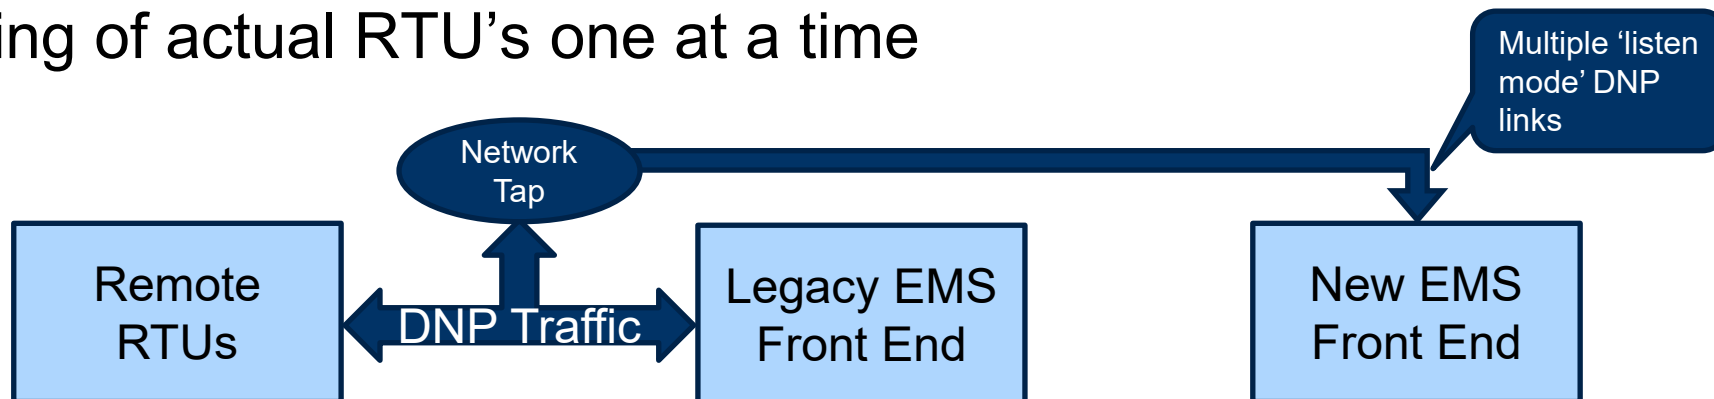 ing of actual RTU’s one at a time
Multiple ‘listen
mode’ DNP
links
Network
Tap
Remote
RTUs
DNP Traffic
Legacy EMS
Front End
New EMS
Front End